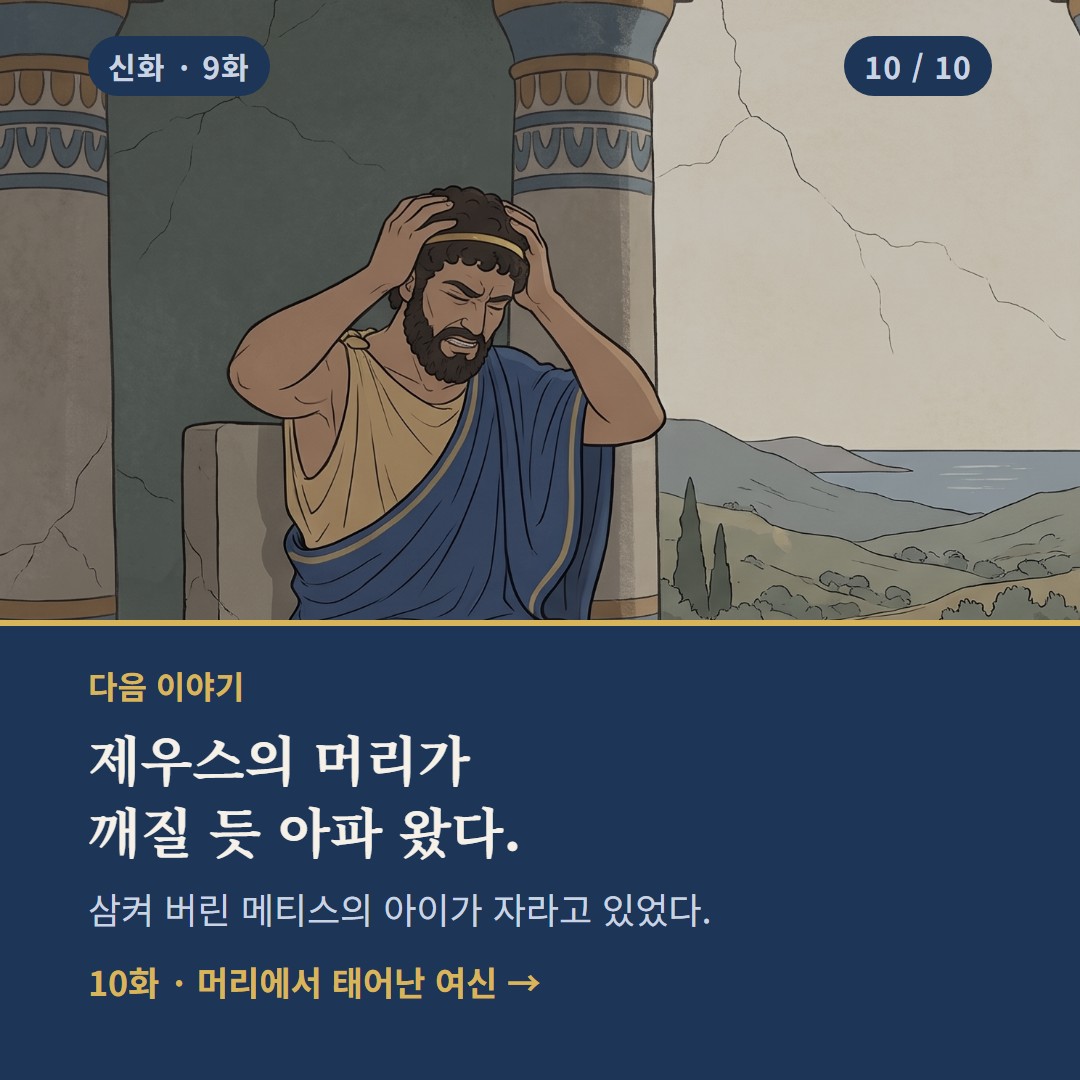 신화 · 9화
10 / 10
다음 이야기
제우스의 머리가
깨질 듯 아파 왔다.
삼켜 버린 메티스의 아이가 자라고 있었다.
10화 · 머리에서 태어난 여신 →